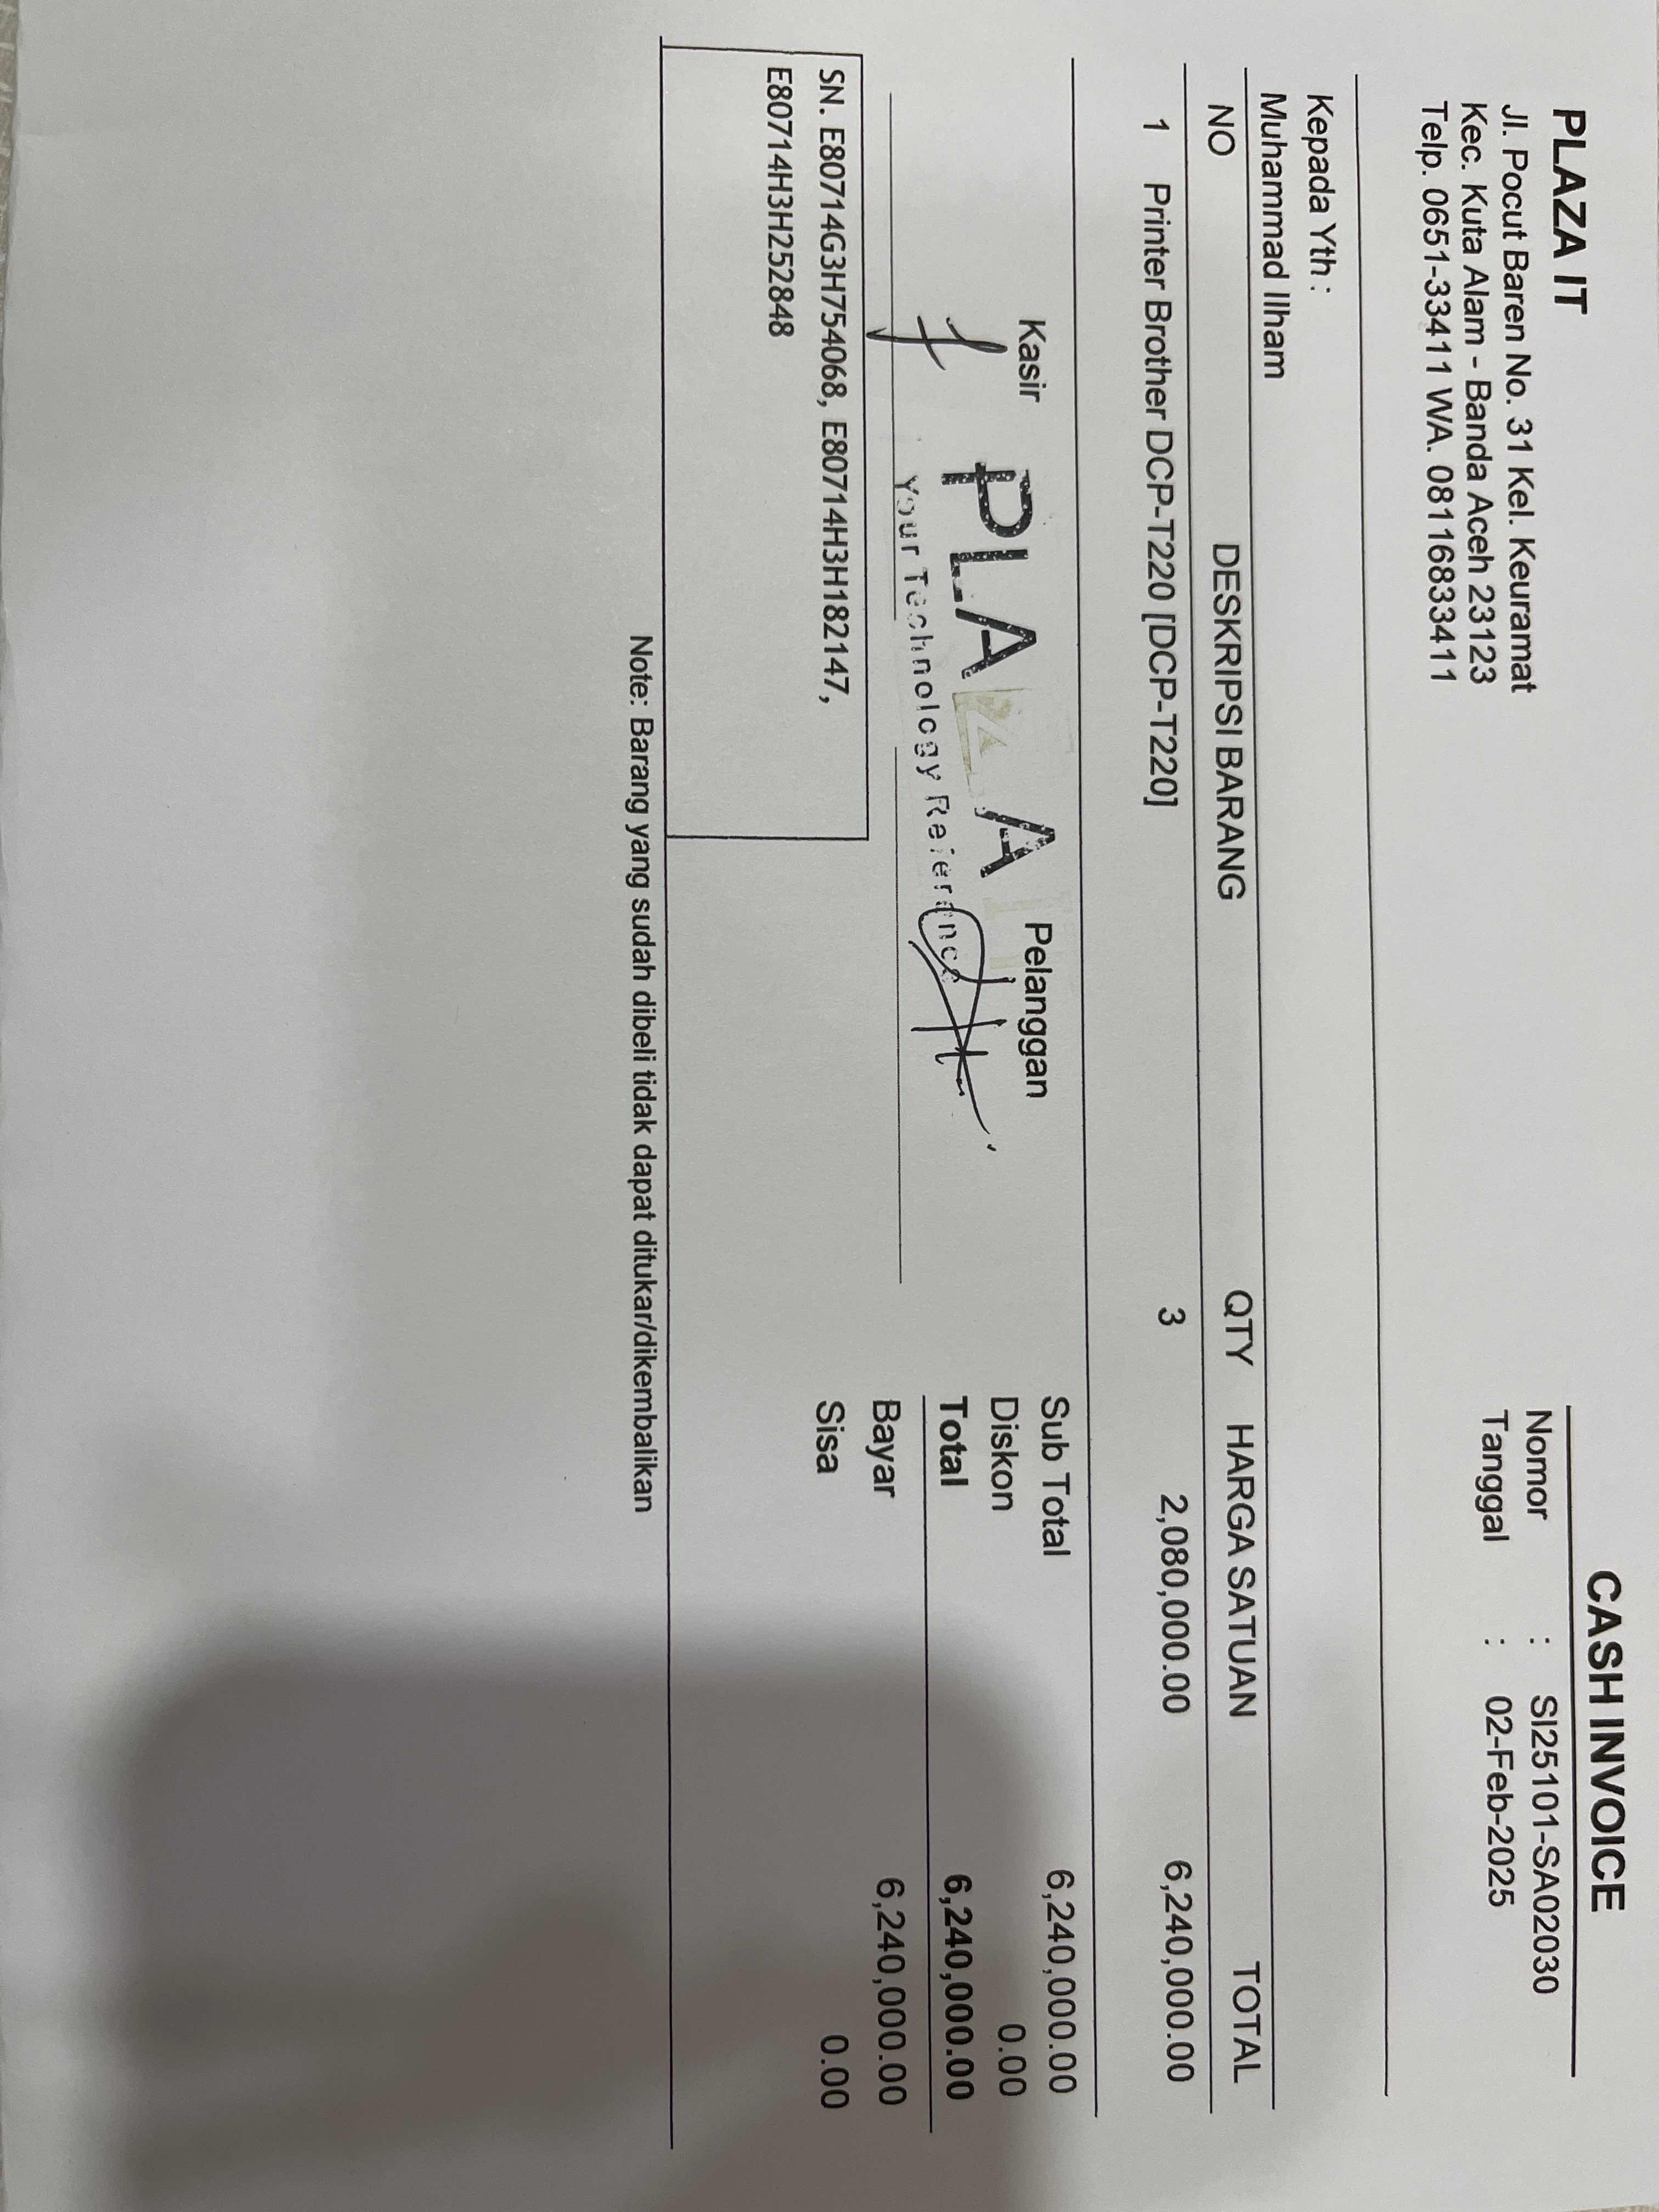 PLAZA IT
Jl. Pocut Baren No. 31 Kel. Keuramat
Kec. Kuta Alam - Banda Aceh 23123
Telp. 0651-33411 WA. 08116833411
CASH INVOICE
Nomor : SI25101-SA02030
Tanggal : 02-Feb-2025
Kepada Yth :
Muhammad Ilham
NO DESKRIPSI BARANG QTY HARGA SATUAN TOTAL
1 Printer Brother DCP-T220 [DCP-T220] 3 2,080,000.00 6,240,000.00
Kasir Pelanggan
PLAZA
Your Technology Reference
Sub Total 6,240,000.00
Diskon 0.00
Total 6,240,000.00
Bayar 6,240,000.00
Sisa 0.00
SN. E80714G3H754068, E80714H3H182147,
E80714H3H252848
Note: Barang yang sudah dibeli tidak dapat ditukar/dikembalikan